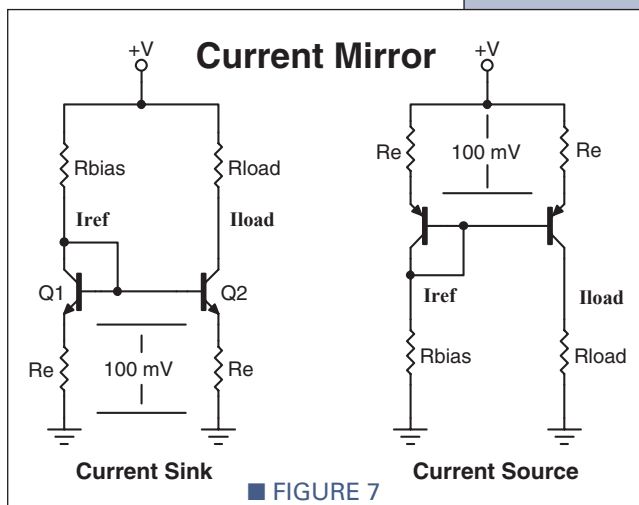 Current Mirror
+V
Rbias
Rload
Iref
Iload
Q1
Q2
Re
100 mV
Re
Current Sink
+V
Re
100 mV
Re
Iref
Iload
Rbias
Rload
Current Source
■ FIGURE 7